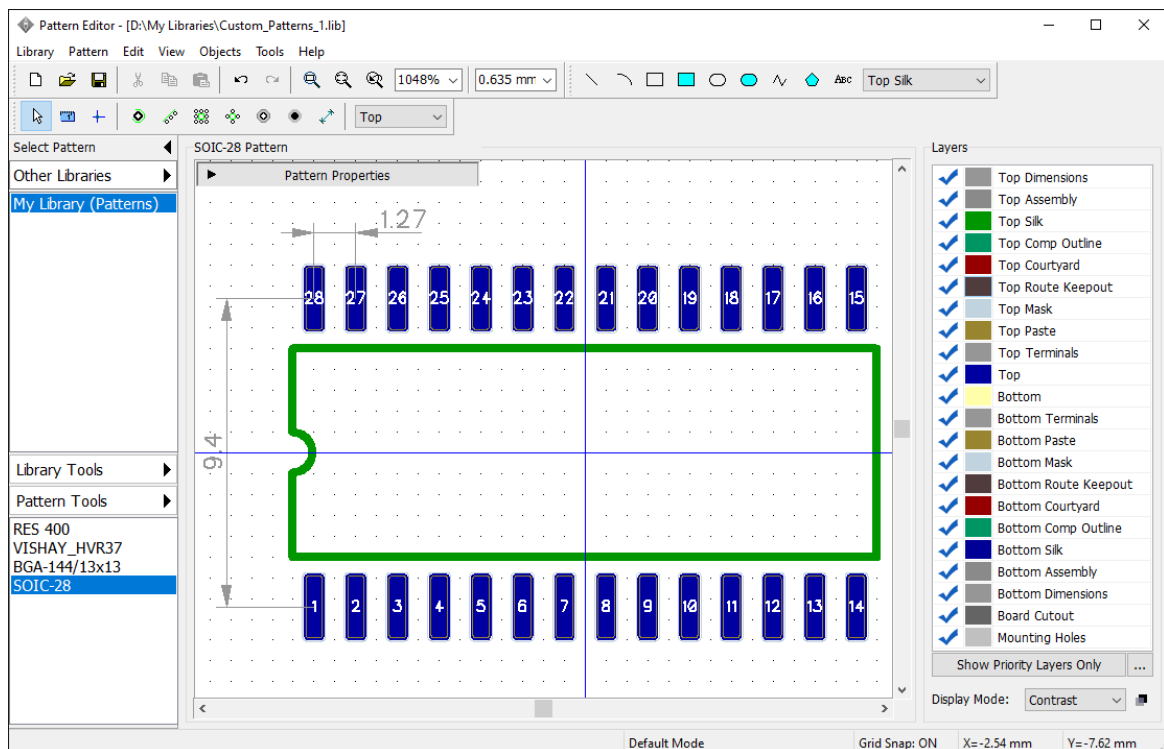 Pattern Editor - [D:\My Libraries\Custom_Patterns_1.lib]
Library Pattern Edit View Objects Tools Help
1048% 0.635 mm ABC Top Silk
Top
Select Pattern
Other Libraries
My Library (Patterns)
Library Tools
Pattern Tools
RES 400
VISHAY_HVR37
BGA-144/13x13
SOIC-28
SOIC-28 Pattern
Pattern Properties
1.27
28 27 26 25 24 23 22 21 20 19 18 17 16 15
9.4
1 2 3 4 5 6 7 8 9 10 11 12 13 14
Layers
Top Dimensions
Top Assembly
Top Silk
Top Comp Outline
Top Courtyard
Top Route Keepout
Top Mask
Top Paste
Top Terminals
Top
Bottom
Bottom Terminals
Bottom Paste
Bottom Mask
Bottom Route Keepout
Bottom Courtyard
Bottom Comp Outline
Bottom Silk
Bottom Assembly
Bottom Dimensions
Board Cutout
Mounting Holes
Show Priority Layers Only ...
Display Mode: Contrast
Default Mode Grid Snap: ON X=-2.54 mm Y=-7.62 mm